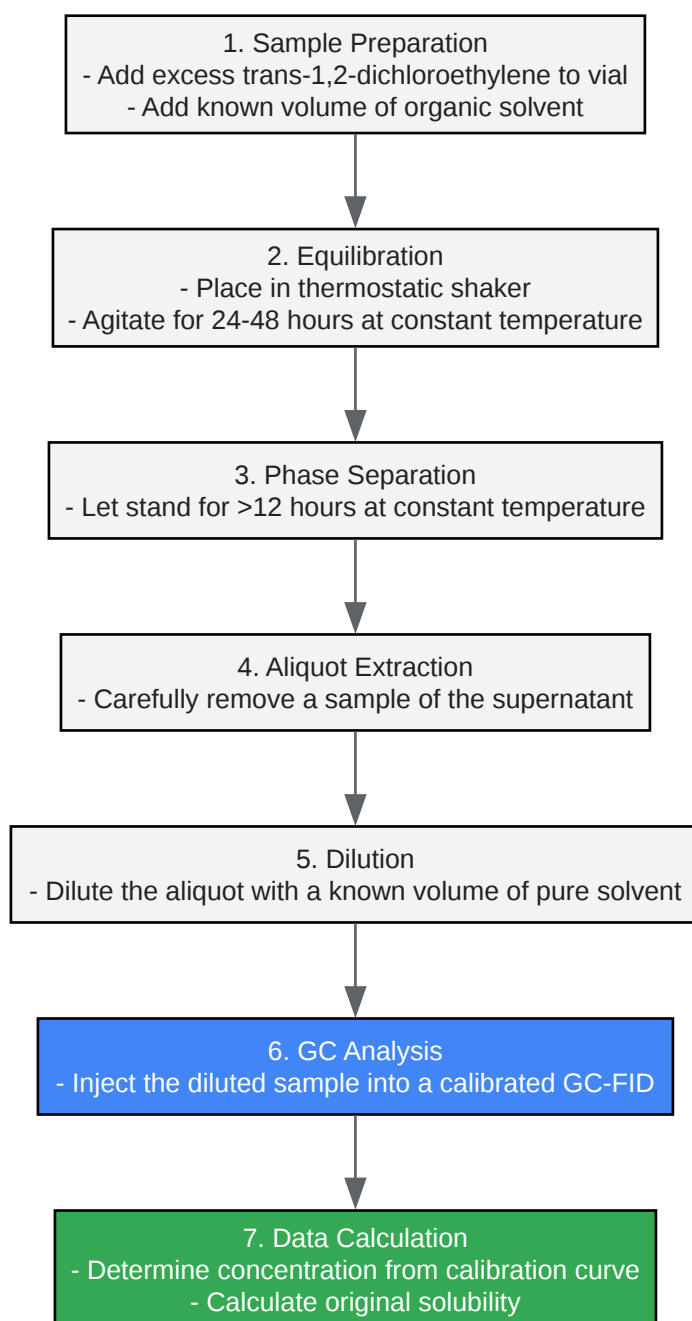 1. Sample Preparation
- Add excess trans-1,2-dichloroethylene to vial
- Add known volume of organic solvent
2. Equilibration
- Place in thermostatic shaker
- Agitate for 24-48 hours at constant temperature
3. Phase Separation
- Let stand for >12 hours at constant temperature
4. Aliquot Extraction
- Carefully remove a sample of the supernatant
5. Dilution
- Dilute the aliquot with a known volume of pure solvent
6. GC Analysis
- Inject the diluted sample into a calibrated GC-FID
7. Data Calculation
- Determine concentration from calibration curve
- Calculate original solubility